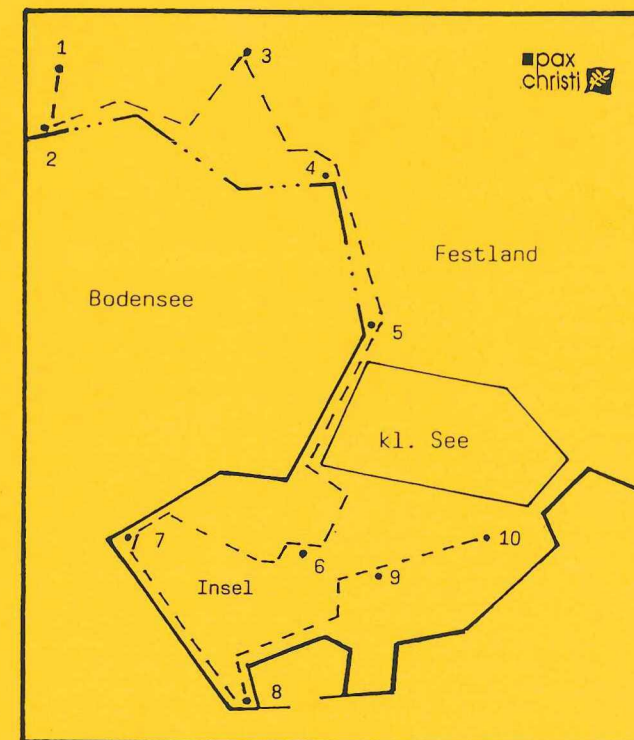 1
3
■pax
christi
2
4
Festland
Bodensee
5
kl. See
7
6
10
9
Insel
8